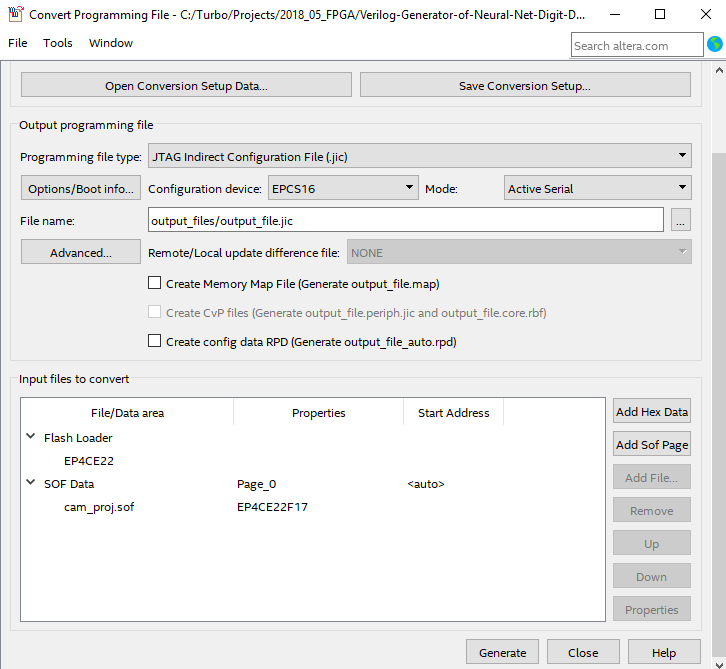 Convert Programming File - C:/Turbo/Projects/2018_05_FPGA/Verilog-Generator-of-Neural-Net-Digit-D...
File Tools Window
Search altera.com
Open Conversion Setup Data... Save Conversion Setup...
Output programming file
Programming file type: JTAG Indirect Configuration File (.jic)
Options/Boot info... Configuration device: EPCS16 Mode: Active Serial
File name: output_files/output_file.jic ...
Advanced... Remote/Local update difference file: NONE
Create Memory Map File (Generate output_file.map)
Create CvP files (Generate output_file.periph.jic and output_file.core.rbf)
Create config data RPD (Generate output_file_auto.rpd)
Input files to convert
File/Data area Properties Start Address
Flash Loader
EP4CE22
SOF Data Page_0 <auto>
cam_proj.sof EP4CE22F17
Add Hex Data
Add Sof Page
Add File...
Remove
Up
Down
Properties
Generate Close Help